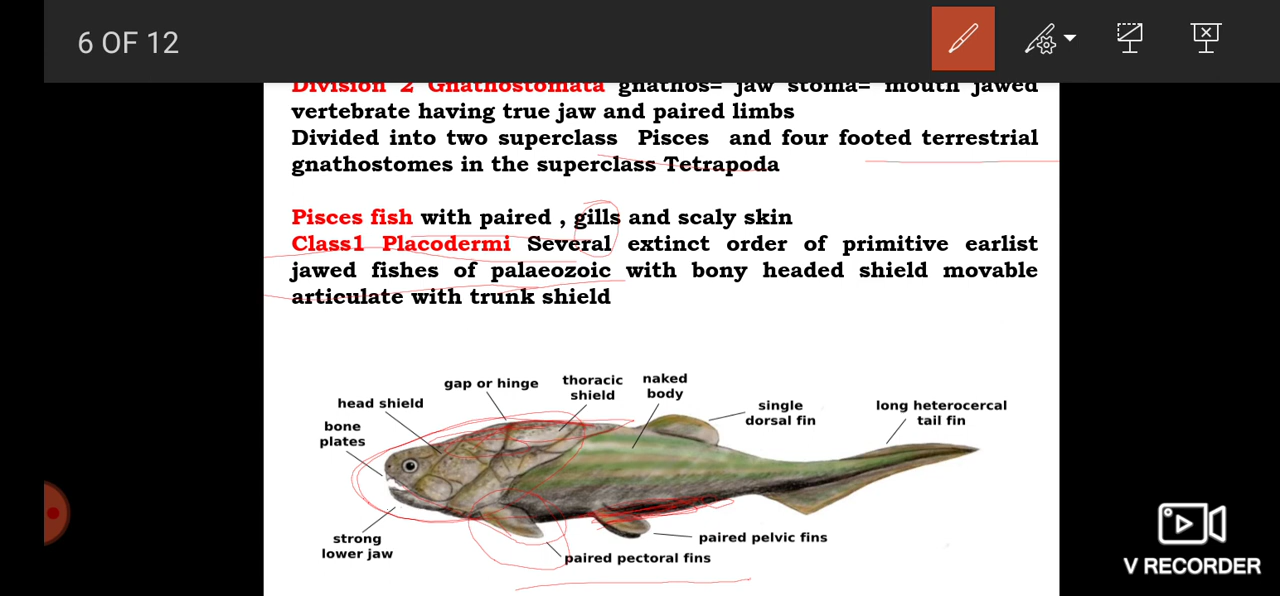 6 OF 12
Division 2 Gnathostomata gnathos= jaw stoma= mouth jawed
vertebrate having true jaw and paired limbs
Divided into two superclass Pisces and four footed terrestrial
gnathostomes in the superclass Tetrapoda
Pisces fish with paired , gills and scaly skin
Class1 Placodermi Several extinct order of primitive earlist
jawed fishes of palaeozoic with bony headed shield movable
articulate with trunk shield
gap or hinge
thoracic
shield
naked
body
head shield
single
dorsal fin
long heterocercal
tail fin
bone
plates
strong
lower jaw
paired pelvic fins
paired pectoral fins
V RECORDER